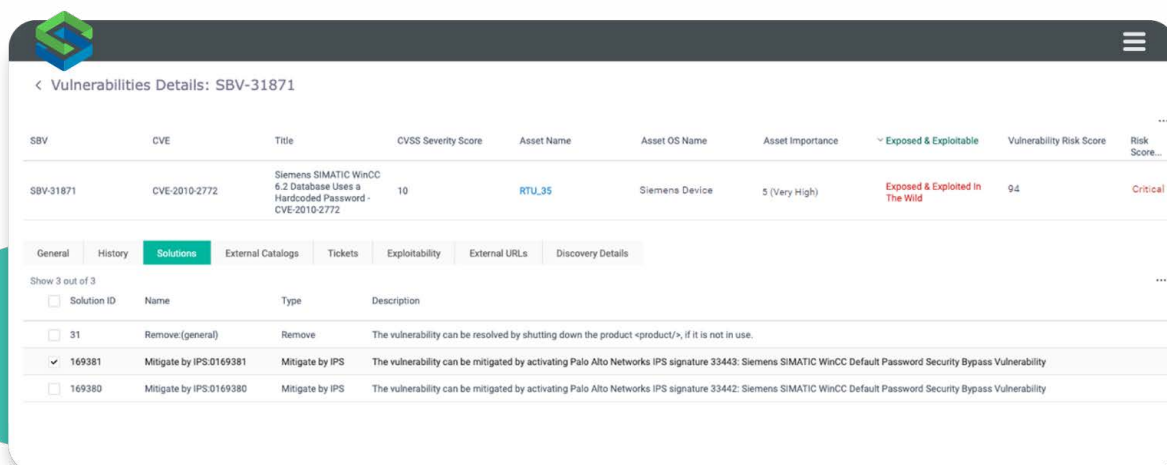 < Vulnerabilities Details: SBV-31871
...
SBV CVE Title CVSS Severity Score Asset Name Asset OS Name Asset Importance Exposed & Exploitable Vulnerability Risk Score Risk
Score...
Siemens SIMATIC WinCC
6.2 Database Uses a
Hardcoded Password -
CVE-2010-2772
SBV-31871 CVE-2010-2772 10 RTU_35 Siemens Device 5 (Very High) Exposed & Exploited In
The Wild
94 Critical
General History Solutions External Catalogs Tickets Exploitability External URLs Discovery Details
Show 3 out of 3
...
Solution ID Name Type Description
31 Remove:(general) Remove The vulnerability can be resolved by shutting down the product <product/>, if it is not in use.
169381 Mitigate by IPS:0169381 Mitigate by IPS The vulnerability can be mitigated by activating Palo Alto Networks IPS signature 33443: Siemens SIMATIC WinCC Default Password Security Bypass Vulnerability
169380 Mitigate by IPS:0169380 Mitigate by IPS The vulnerability can be mitigated by activating Palo Alto Networks IPS signature 33442: Siemens SIMATIC WinCC Default Password Security Bypass Vulnerability